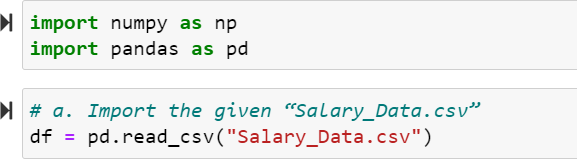 import numpy as np
import pandas as pd
# a. Import the given “Salary_Data.csv”
df = pd.read_csv("Salary_Data.csv")